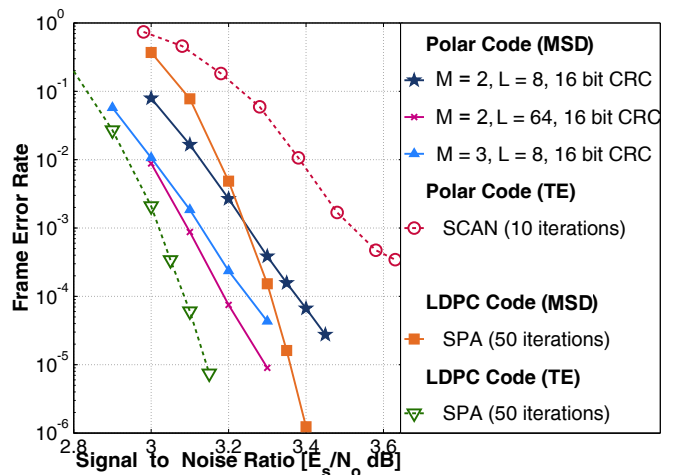 10^0
10^-1
10^-2
10^-3
10^-4
10^-5
10^-6
Frame Error Rate
2.8 3 3.2 3.4 3.6
Signal to Noise Ratio [E_s/N_o dB]
Polar Code (MSD)
M = 2, L = 8, 16 bit CRC
M = 2, L = 64, 16 bit CRC
M = 3, L = 8, 16 bit CRC
Polar Code (TE)
SCAN (10 iterations)
LDPC Code (MSD)
SPA (50 iterations)
LDPC Code (TE)
SPA (50 iterations)